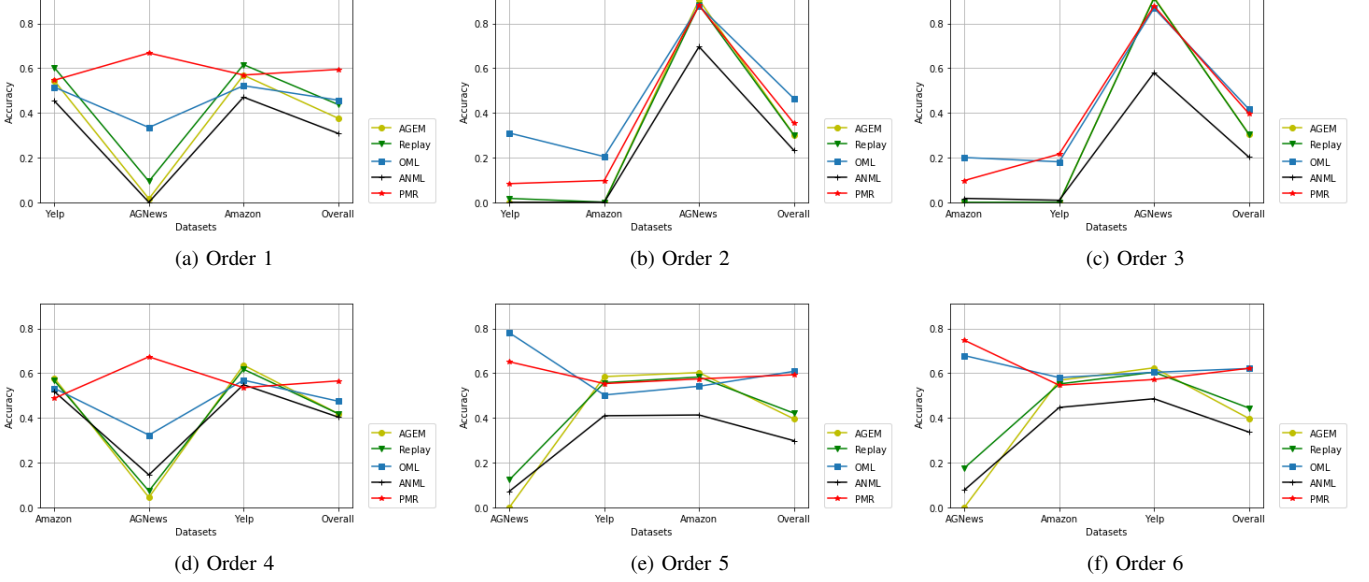 Accuracy
0.8
0.6
0.4
0.2
0.0
Yelp AGNews Amazon Overall
Datasets
AGEM
Replay
OML
ANML
PMR
(a) Order 1
Accuracy
0.8
0.6
0.4
0.2
0.0
Yelp Amazon AGNews Overall
Datasets
AGEM
Replay
OML
ANML
PMR
(b) Order 2
Accuracy
0.8
0.6
0.4
0.2
0.0
Amazon Yelp AGNews Overall
Datasets
AGEM
Replay
OML
ANML
PMR
(c) Order 3
Accuracy
0.8
0.6
0.4
0.2
0.0
Amazon AGNews Yelp Overall
Datasets
AGEM
Replay
OML
ANML
PMR
(d) Order 4
Accuracy
0.8
0.6
0.4
0.2
0.0
AGNews Yelp Amazon Overall
Datasets
AGEM
Replay
OML
ANML
PMR
(e) Order 5
Accuracy
0.8
0.6
0.4
0.2
0.0
AGNews Amazon Yelp Overall
Datasets
AGEM
Replay
OML
ANML
PMR
(f) Order 6